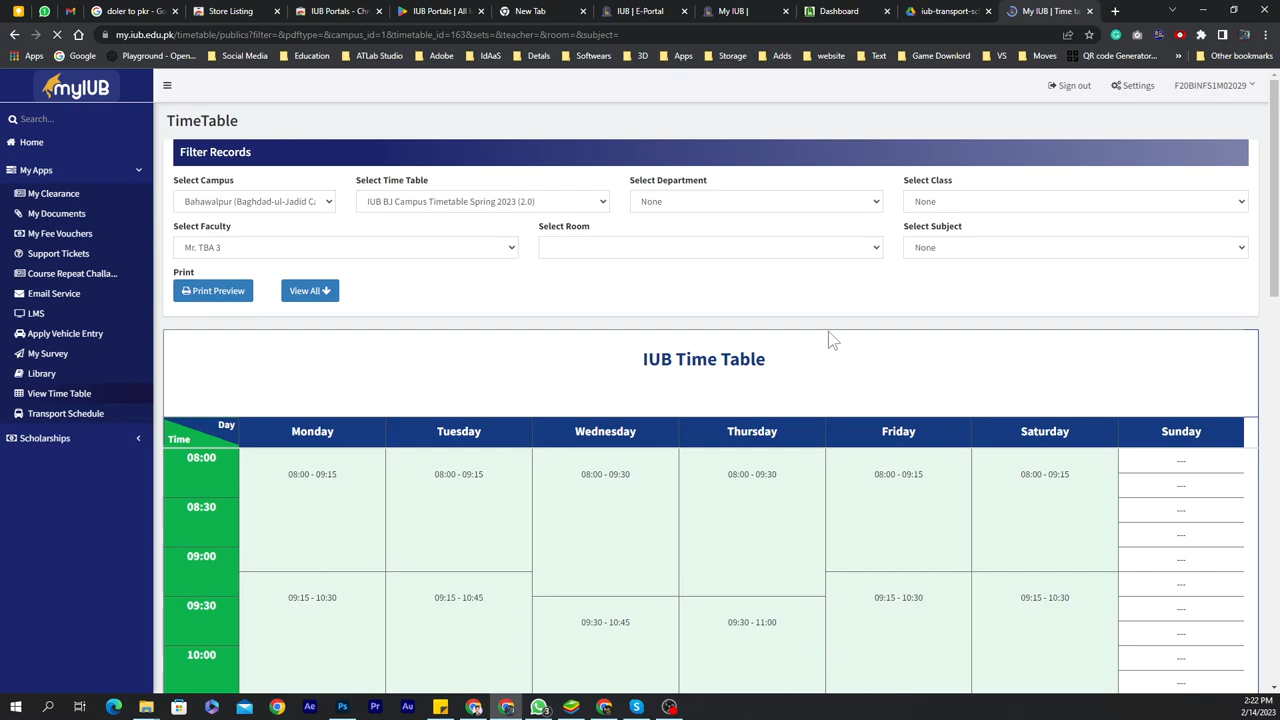 doler to pkr - G
Store Listing
IUB Portals - Chr
IUB Portals | All I
New Tab
IUB | E-Portal
My IUB |
Dashboard
iub-transport-sc
My IUB | Time ta
my.iub.edu.pk/timetable/publics?filter=&pdftype=&campus_id=1&timetable_id=163&sets=&teacher=&room=&subject=
Apps
Google
Playground - Open...
Social Media
Education
ATLab Studio
Adobe
IdAaS
Detals
Softwares
3D
Apps
Storage
Adds
website
Text
Game Downlord
VS
Moves
QR code Generator...
»
Other bookmarks
myIUB
Sign out
Settings
F20BINFS1M02029
Search...
Home
My Apps
My Clearance
My Documents
My Fee Vouchers
Support Tickets
Course Repeat Challa...
Email Service
LMS
Apply Vehicle Entry
My Survey
Library
View Time Table
Transport Schedule
Scholarships
TimeTable
Filter Records
Select Campus
Select Time Table
Select Department
Select Class
Bahawalpur (Baghdad-ul-Jadid Ca
IUB BJ Campus Timetable Spring 2023 (2.0)
None
None
Select Faculty
Select Room
Select Subject
Mr. TBA 3
None
Print
Print Preview
View All
IUB Time Table
Day
Time
Monday
Tuesday
Wednesday
Thursday
Friday
Saturday
Sunday
08:00
08:00 - 09:15
08:00 - 09:15
08:00 - 09:30
08:00 - 09:30
08:00 - 09:15
08:00 - 09:15
---
---
08:30
---
---
09:00
---
---
09:30
09:15 - 10:30
09:15 - 10:45
09:30 - 10:45
09:30 - 11:00
09:15 - 10:30
09:15 - 10:30
---
---
10:00
---
---
3
2:22 PM
2/14/2023